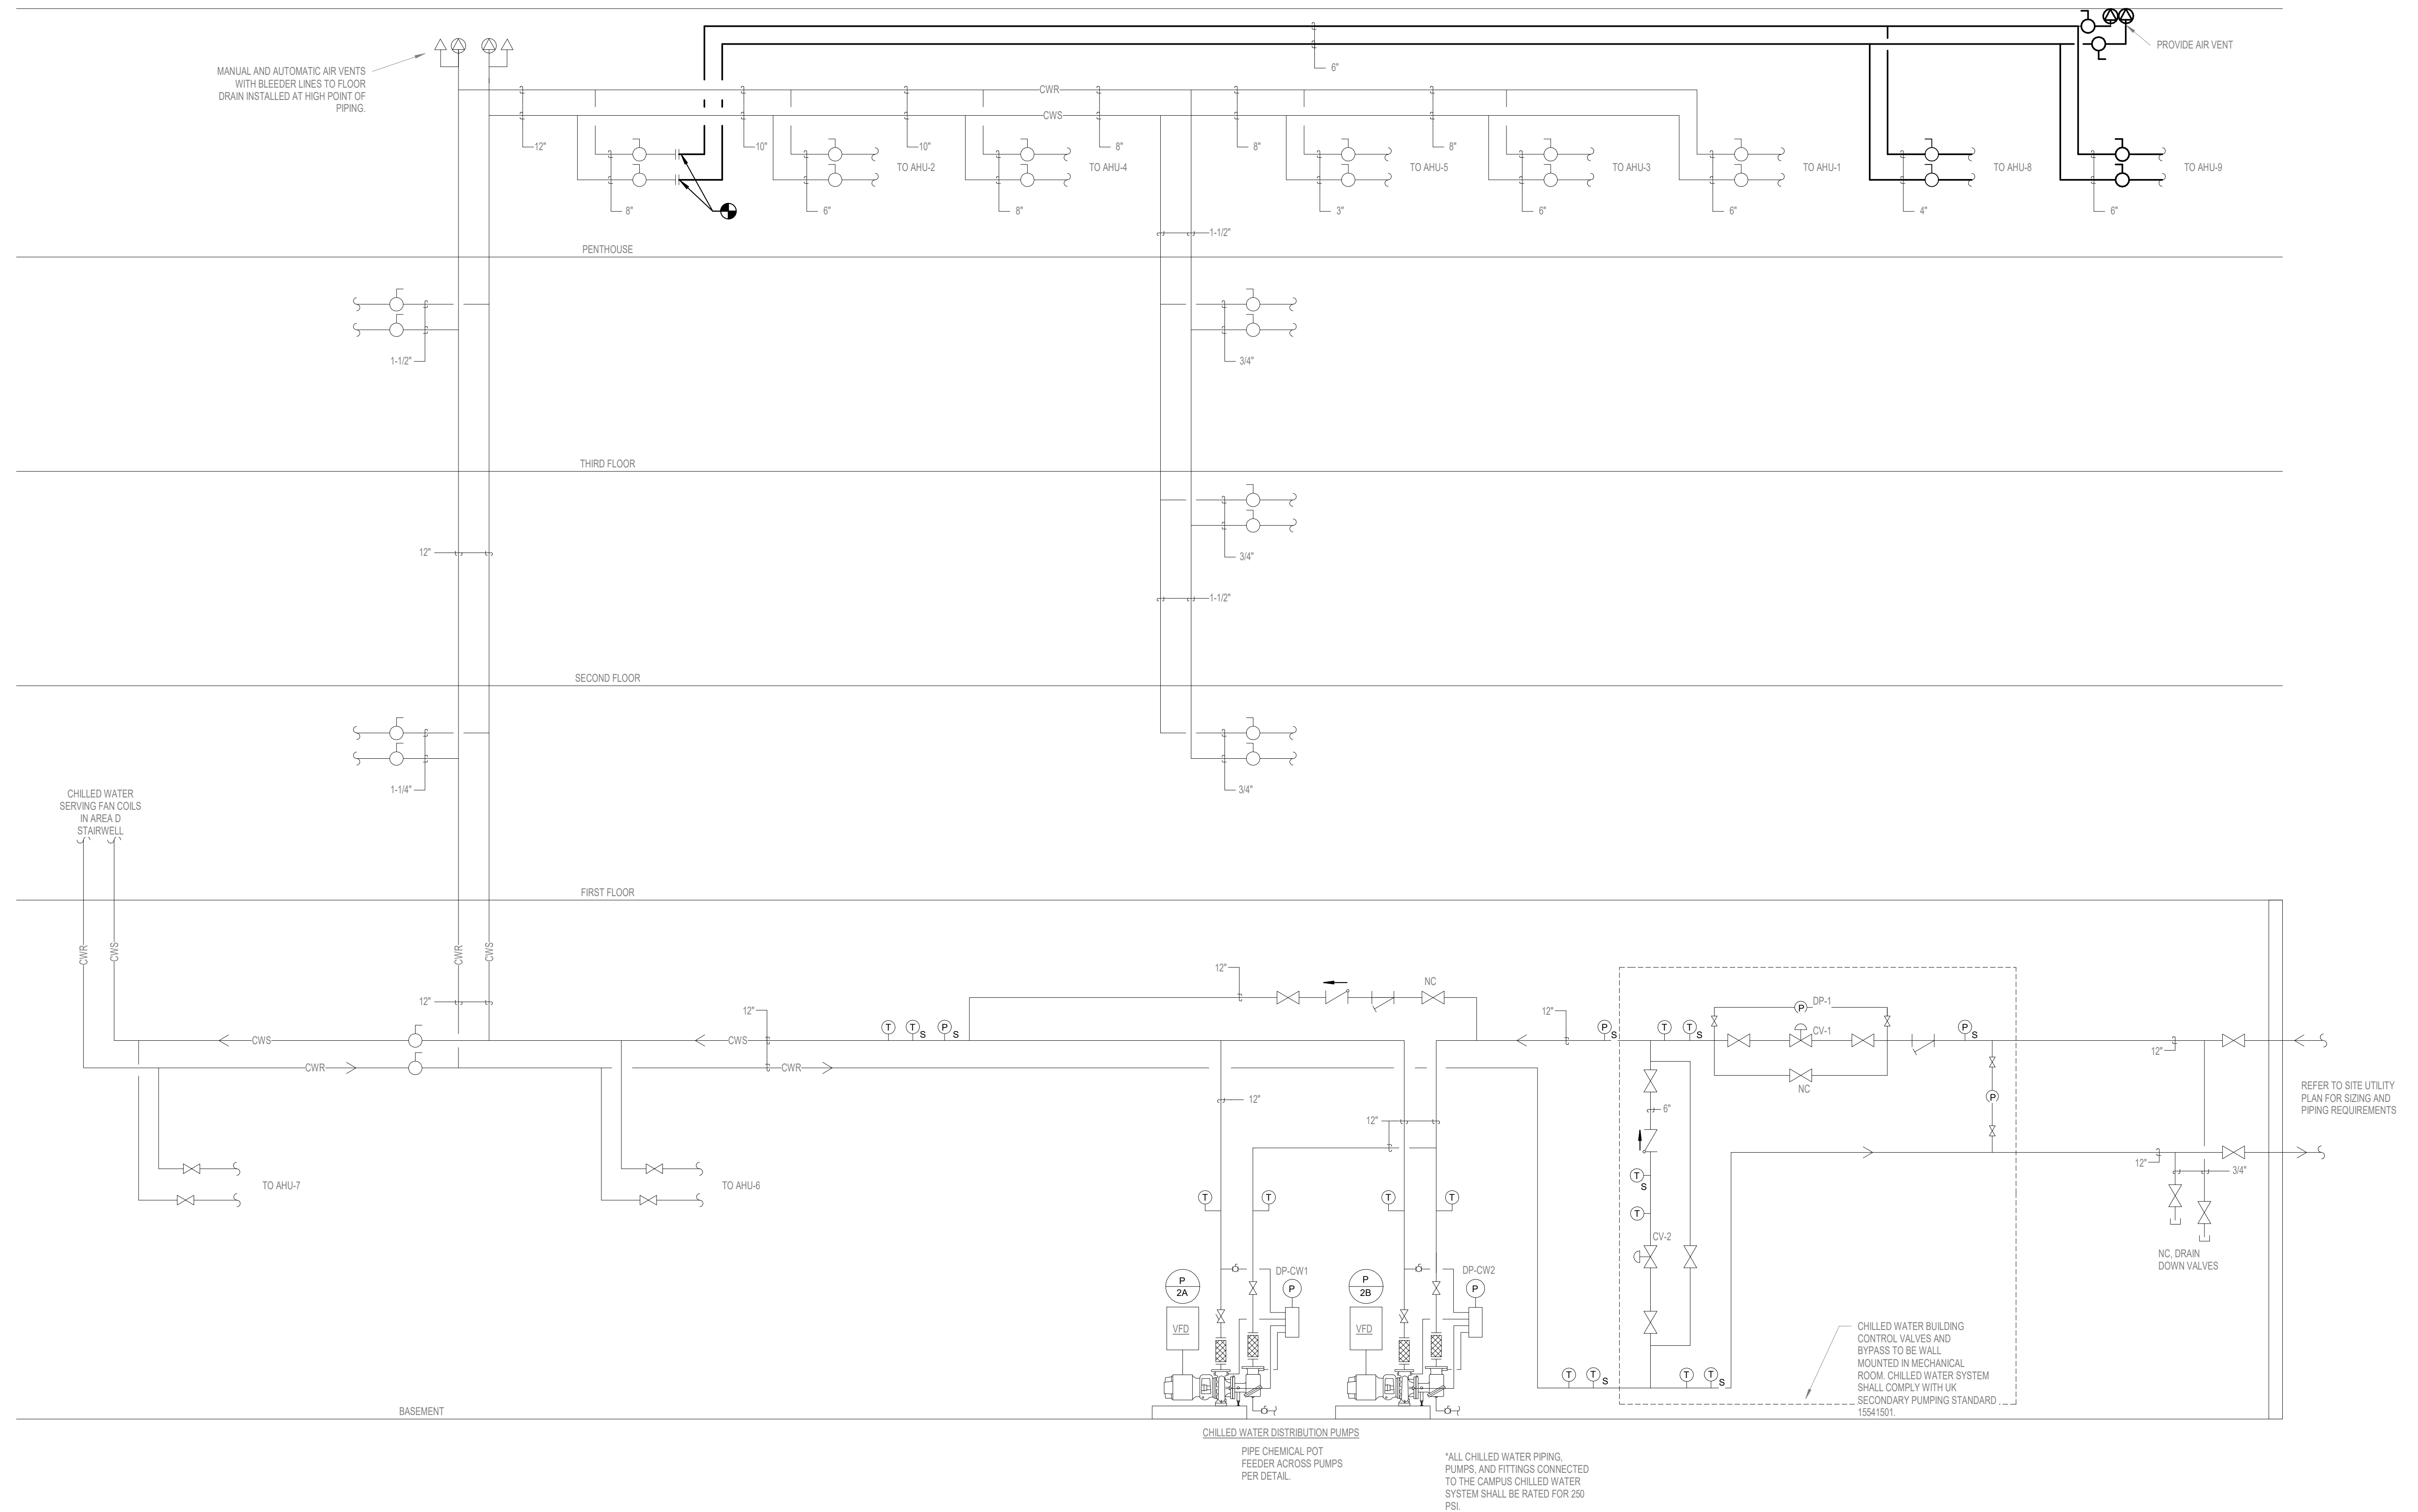 PROVIDE AIR VENT
MANUAL AND AUTOMATIC AIR VENTS
WITH BLEEDER LINES TO FLOOR
DRAIN INSTALLED AT HIGH POINT OF
PIPING.
6"
CWR
CWS
12"
10"
10"
8"
8"
8"
TO AHU-2
TO AHU-4
TO AHU-5
TO AHU-3
TO AHU-1
TO AHU-8
TO AHU-9
8"
6"
8"
3"
6"
6"
4"
6"
1-1/2"
PENTHOUSE
1-1/2"
3/4"
THIRD FLOOR
12"
3/4"
1-1/2"
SECOND FLOOR
1-1/4"
3/4"
CHILLED WATER
SERVING FAN COILS
IN AREA D
STAIRWELL
FIRST FLOOR
CWR
CWS
CWR
CWS
12"
12"
12"
NC
12"
T
T
S
P
S
P
S
T
T
S
P
DP-1
CV-1
P
S
NC
CWS
CWS
CWR
CWR
12"
12"
12"
6"
P
12"
3/4"
REFER TO SITE UTILITY
PLAN FOR SIZING AND
PIPING REQUIREMENTS
TO AHU-7
TO AHU-6
T
T
T
T
T
S
T
CV-2
NC, DRAIN
DOWN VALVES
P
2A
VFD
DP-CW1
P
P
2B
VFD
DP-CW2
P
T
T
S
T
T
S
CHILLED WATER BUILDING
CONTROL VALVES AND
BYPASS TO BE WALL
MOUNTED IN MECHANICAL
ROOM. CHILLED WATER SYSTEM
SHALL COMPLY WITH UK
SECONDARY PUMPING STANDARD
15541501.
BASEMENT
CHILLED WATER DISTRIBUTION PUMPS
PIPE CHEMICAL POT
FEEDER ACROSS PUMPS
PER DETAIL.
*ALL CHILLED WATER PIPING,
PUMPS, AND FITTINGS CONNECTED
TO THE CAMPUS CHILLED WATER
SYSTEM SHALL BE RATED FOR 250
PSI.